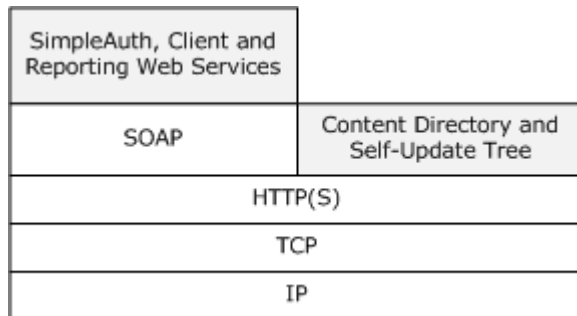 SimpleAuth, Client and
Reporting Web Services
SOAP
Content Directory and
Self-Update Tree
HTTP(S)
TCP
IP